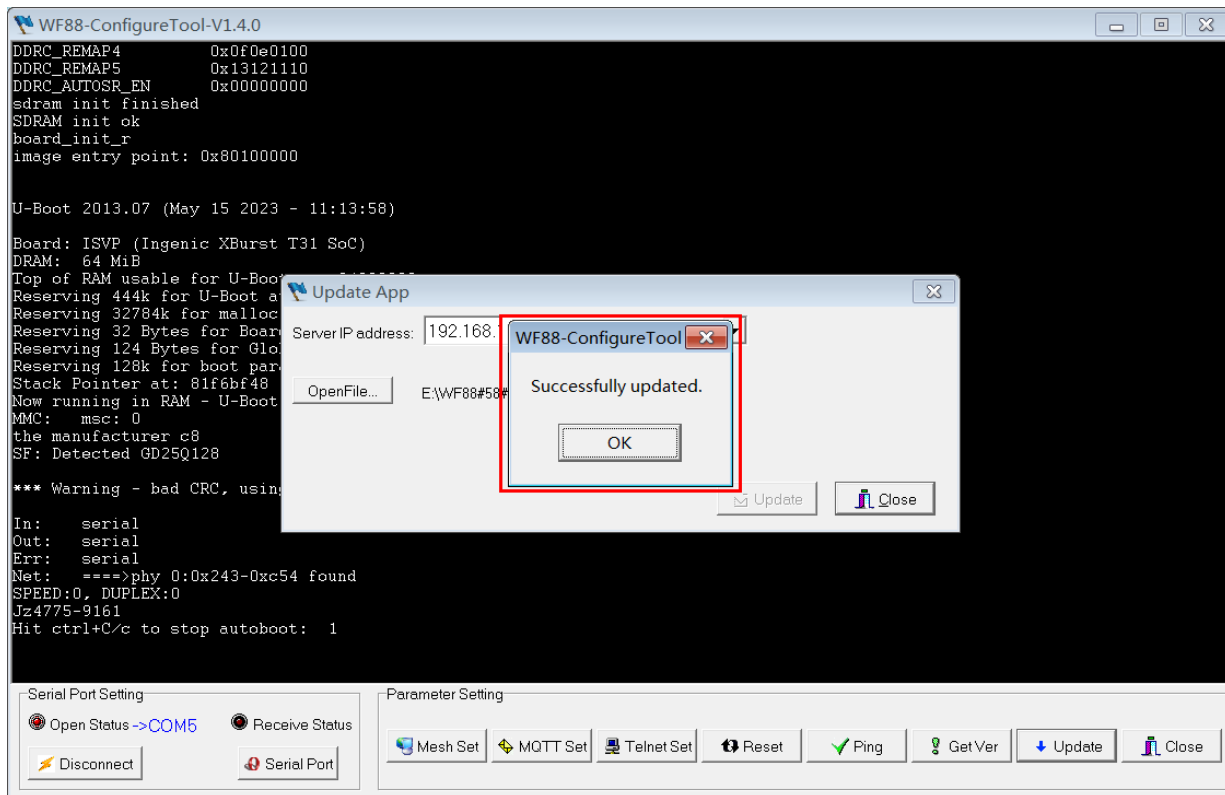 WF88-ConfigureTool-V1.4.0
DDRC_REMAP4 0x0f0e0100
DDRC_REMAP5 0x13121110
DDRC_AUTOSR_EN 0x00000000
sdram init finished
SDRAM init ok
board_init_r
image entry point: 0x80100000
U-Boot 2013.07 (May 15 2023 - 11:13:58)
Board: ISVP (Ingenic XBurst T31 SoC)
DRAM: 64 MiB
Top of RAM usable for U-Boo
Reserving 444k for U-Boot a
Reserving 32784k for malloc
Reserving 32 Bytes for Boar
Reserving 124 Bytes for Glo
Reserving 128k for boot par
Stack Pointer at: 81f6bf48
Now running in RAM - U-Boot
MMC: msc: 0
the manufacturer c8
SF: Detected GD25Q128
*** Warning - bad CRC, using
In: serial
Out: serial
Err: serial
Net: ====>phy 0:0x243-0xc54 found
SPEED:0, DUPLEX:0
Jz4775-9161
Hit ctrl+C/c to stop autoboot: 1
Update App
Server IP address: 192.168.
OpenFile... E:\WF88#58#
Update Close
WF88-ConfigureTool
Successfully updated.
OK
Serial Port Setting
Open Status ->COM5 Receive Status
Disconnect Serial Port
Parameter Setting
Mesh Set MQTT Set Telnet Set Reset Ping Get Ver Update Close